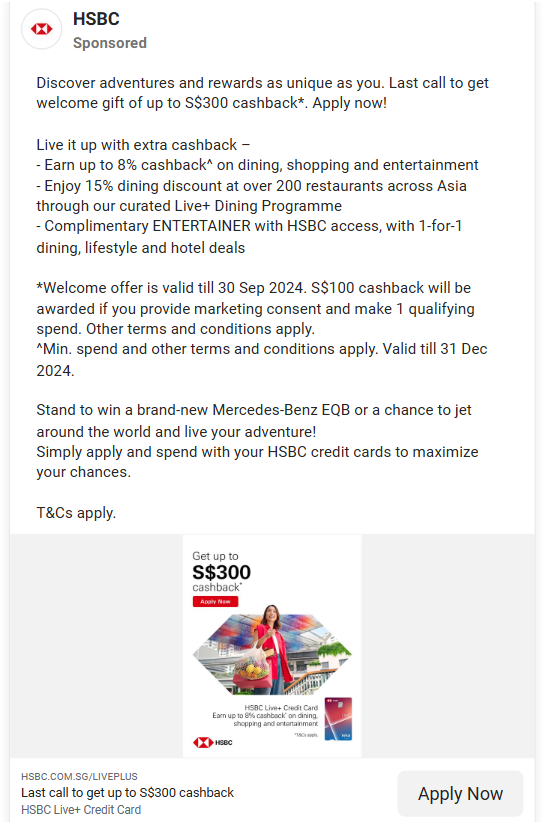 HSBC
Sponsored
Discover adventures and rewards as unique as you. Last call to get
welcome gift of up to S$300 cashback*. Apply now!
Live it up with extra cashback –
- Earn up to 8% cashback^ on dining, shopping and entertainment
- Enjoy 15% dining discount at over 200 restaurants across Asia
through our curated Live+ Dining Programme
- Complimentary ENTERTAINER with HSBC access, with 1-for-1
dining, lifestyle and hotel deals
*Welcome offer is valid till 30 Sep 2024. S$100 cashback will be
awarded if you provide marketing consent and make 1 qualifying
spend. Other terms and conditions apply.
^Min. spend and other terms and conditions apply. Valid till 31 Dec
2024.
Stand to win a brand-new Mercedes-Benz EQB or a chance to jet
around the world and live your adventure!
Simply apply and spend with your HSBC credit cards to maximize
your chances.
T&Cs apply.
Get up to
S$300
cashback*
Apply Now
HSBC Live+ Credit Card
Earn up to 8% cashback^ on dining,
shopping and entertainment
*T&Cs apply.
HSBC
VISA
HSBC.COM.SG/LIVEPLUS
Last call to get up to S$300 cashback
HSBC Live+ Credit Card
Apply Now